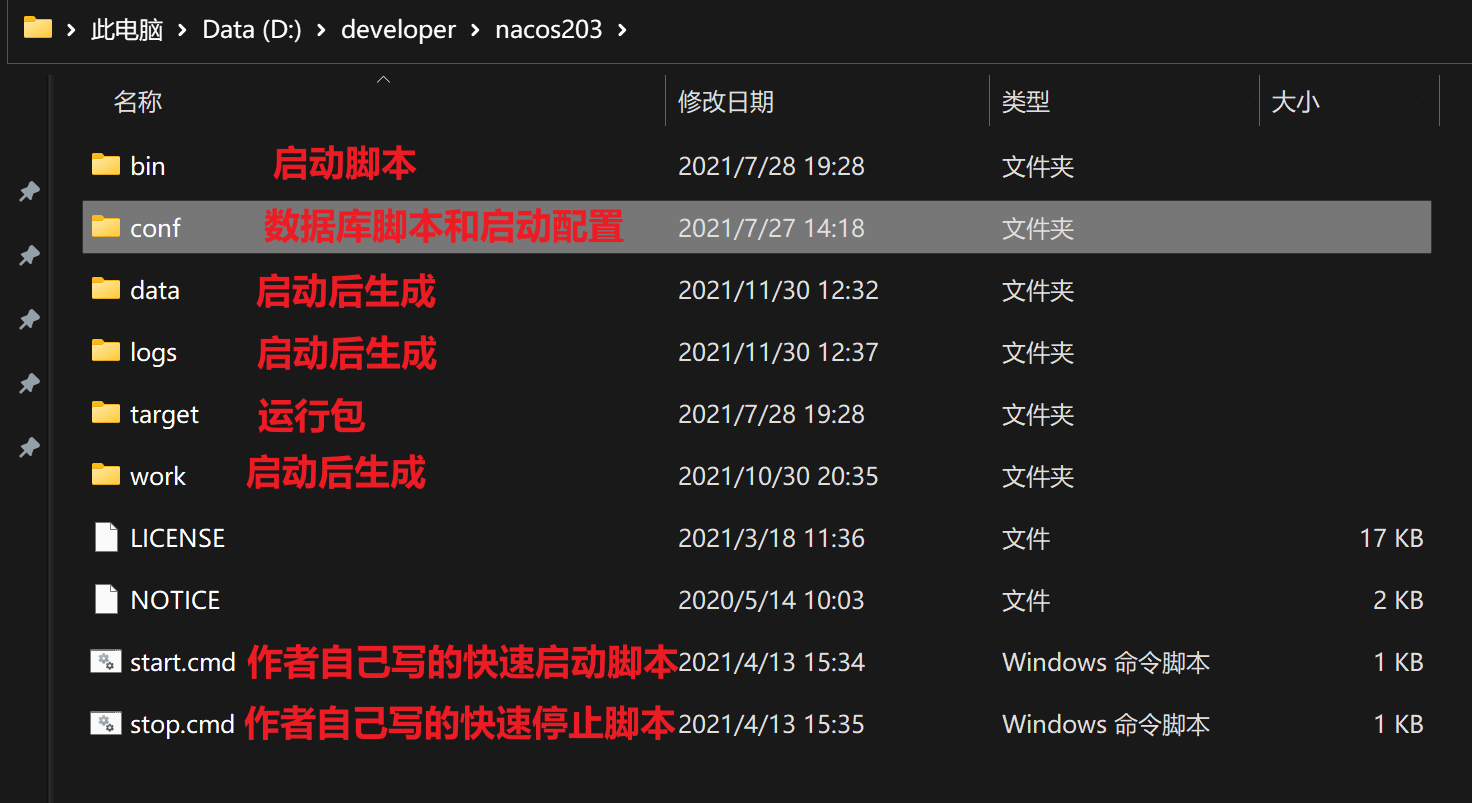 此电脑 > Data (D:) > developer > nacos203 >
名称 修改日期 类型 大小
bin 启动脚本 2021/7/28 19:28 文件夹
conf 数据库脚本和启动配置 2021/7/27 14:18 文件夹
data 启动后生成 2021/11/30 12:32 文件夹
logs 启动后生成 2021/11/30 12:37 文件夹
target 运行包 2021/7/28 19:28 文件夹
work 启动后生成 2021/10/30 20:35 文件夹
LICENSE 2021/3/18 11:36 文件 17 KB
NOTICE 2020/5/14 10:03 文件 2 KB
start.cmd 作者自己写的快速启动脚本 2021/4/13 15:34 Windows 命令脚本 1 KB
stop.cmd 作者自己写的快速停止脚本 2021/4/13 15:35 Windows 命令脚本 1 KB